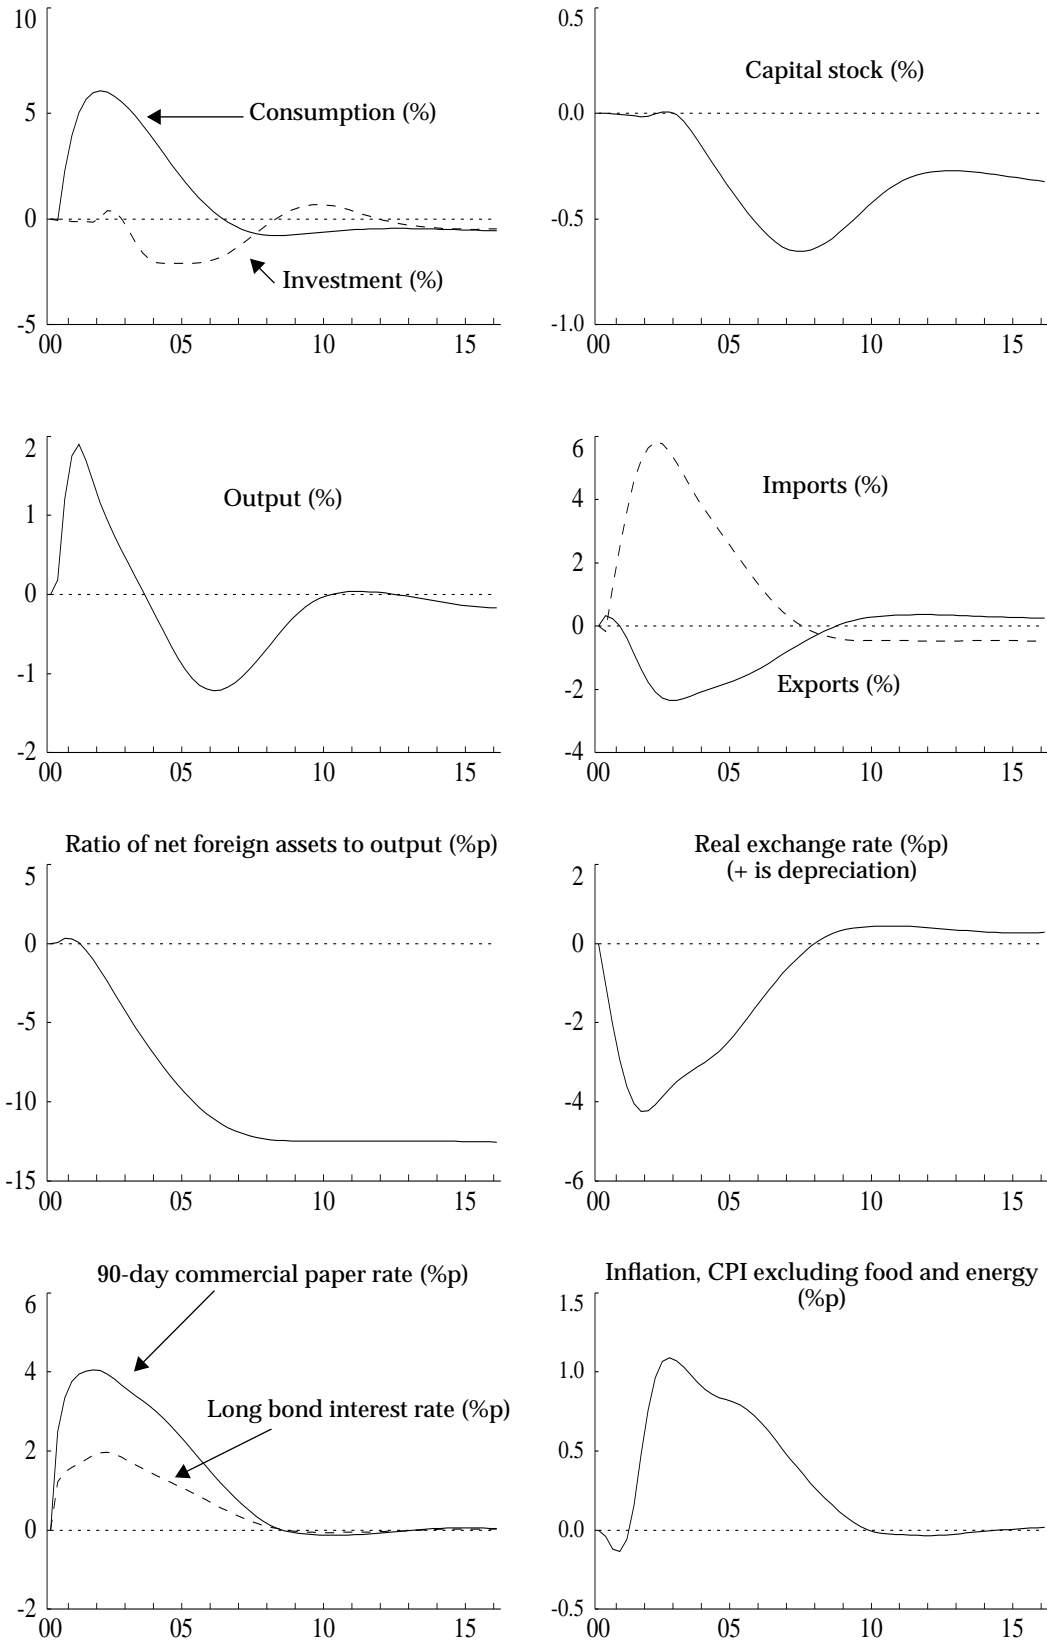 10
5
0
-5
00 05 10 15
Consumption (%)
Investment (%)
0.5
0.0
-0.5
-1.0
00 05 10 15
Capital stock (%)
2
1
0
-1
-2
00 05 10 15
Output (%)
6
4
2
0
-2
-4
00 05 10 15
Imports (%)
Exports (%)
Ratio of net foreign assets to output (%p)
5
0
-5
-10
-15
00 05 10 15
Real exchange rate (%p)
(+ is depreciation)
2
0
-2
-4
-6
00 05 10 15
90-day commercial paper rate (%p)
6
4
2
0
-2
00 05 10 15
Long bond interest rate (%p)
Inflation, CPI excluding food and energy
(%p)
1.5
1.0
0.5
0.0
-0.5
00 05 10 15